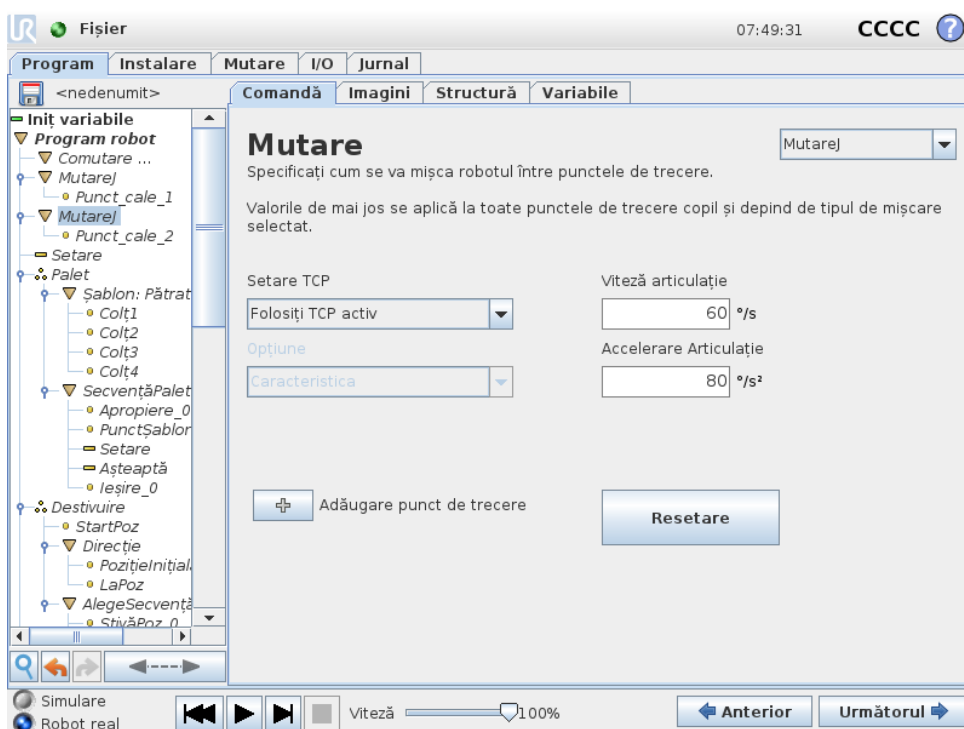 UR Fișier 07:49:31 CCCC ?
Program Instalare Mutare I/O Jurnal
<nedenumit>
Comandă Imagini Structură Variabile
Iniț variabile
Program robot
Comutare ...
MutareJ
Punct_cale_1
MutareJ
Punct_cale_2
Setare
Palet
Șablon: Pătrat
Colț1
Colț2
Colț3
Colț4
SecvențăPalet
Apropiere_0
PunctȘablon
Setare
Așteaptă
Ieșire_0
Destivuire
StartPoz
Direcție
PozițieInițial
LaPoz
AlegeSecvență
StivăPoz_0
Mutare
MutareJ
Specificați cum se va mișca robotul între punctele de trecere.
Valorile de mai jos se aplică la toate punctele de trecere copil și depind de tipul de mișcare
selectat.
Setare TCP Viteză articulație
Folosiți TCP activ 60 °/s
Opțiune Accelerare Articulație
Caracteristica 80 °/s²
Adăugare punct de trecere Resetare
Simulare
Robot real
Viteză 100%
Anterior Următorul